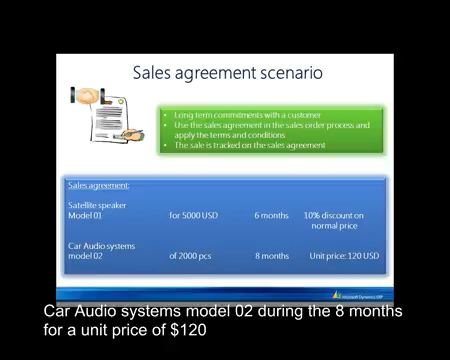 Sales agreement scenario
• Long term commitments with a customer
• Use the sales agreement in the sales order process and
apply the terms and conditions
• The sale is tracked on the sales agreement
Sales agreement:
Satellite speaker
Model 01 for 5000 USD 6 months 10% discount on
normal price
Car Audio systems
model 02 of 2000 pcs 8 months Unit price: 120 USD
Microsoft Dynamics ERP
Car Audio systems model 02 during the 8 months
for a unit price of $120